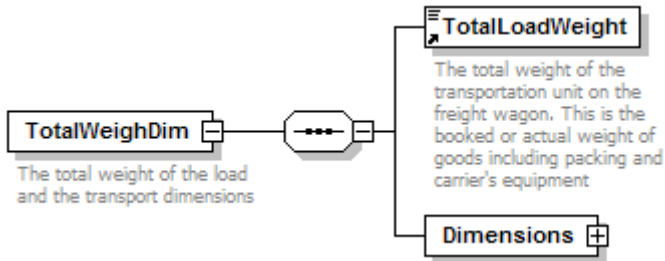 TotalLoadWeight
The total weight of the
transportation unit on the
freight wagon. This is the
booked or actual weight of
goods including packing and
carrier's equipment
TotalWeighDim
The total weight of the load
and the transport dimensions
Dimensions